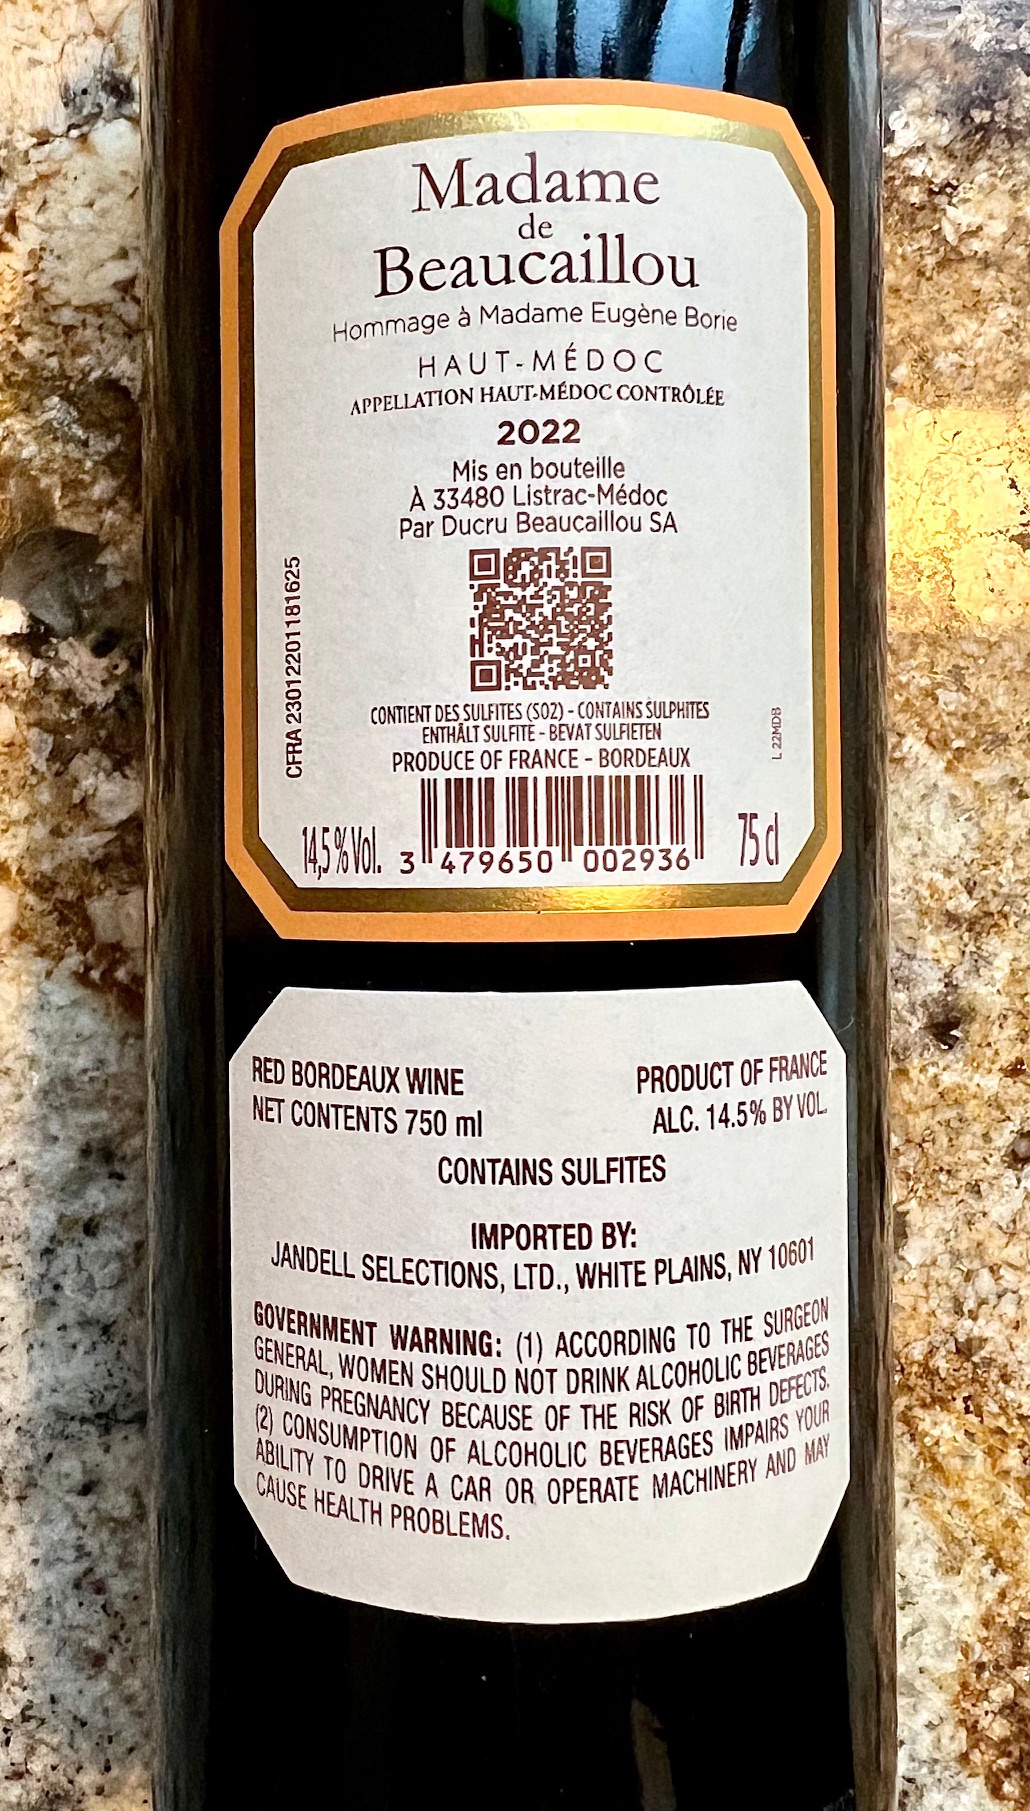 Madame
de
Beaucaillou
Hommage à Madame Eugène Borie
HAUT-MÉDOC
APPELLATION HAUT-MÉDOC CONTRÔLÉE
2022
Mis en bouteille
À 33480 Listrac-Médoc
Par Ducru Beaucaillou SA
CFRA 23012201181625
CONTIENT DES SULFITES (SO2) - CONTAINS SULPHITES
ENTHÄLT SULFITE - BEVAT SULFIETEN
PRODUCE OF FRANCE - BORDEAUX
L 22MDB
14,5 % Vol.
3 479650 002936
75 cl
RED BORDEAUX WINE
PRODUCT OF FRANCE
NET CONTENTS 750 ml
ALC. 14.5% BY VOL.
CONTAINS SULFITES
IMPORTED BY:
JANDELL SELECTIONS, LTD., WHITE PLAINS, NY 10601
GOVERNMENT WARNING: (1) ACCORDING TO THE SURGEON
GENERAL, WOMEN SHOULD NOT DRINK ALCOHOLIC BEVERAGES
DURING PREGNANCY BECAUSE OF THE RISK OF BIRTH DEFECTS.
(2) CONSUMPTION OF ALCOHOLIC BEVERAGES IMPAIRS YOUR
ABILITY TO DRIVE A CAR OR OPERATE MACHINERY AND MAY
CAUSE HEALTH PROBLEMS.